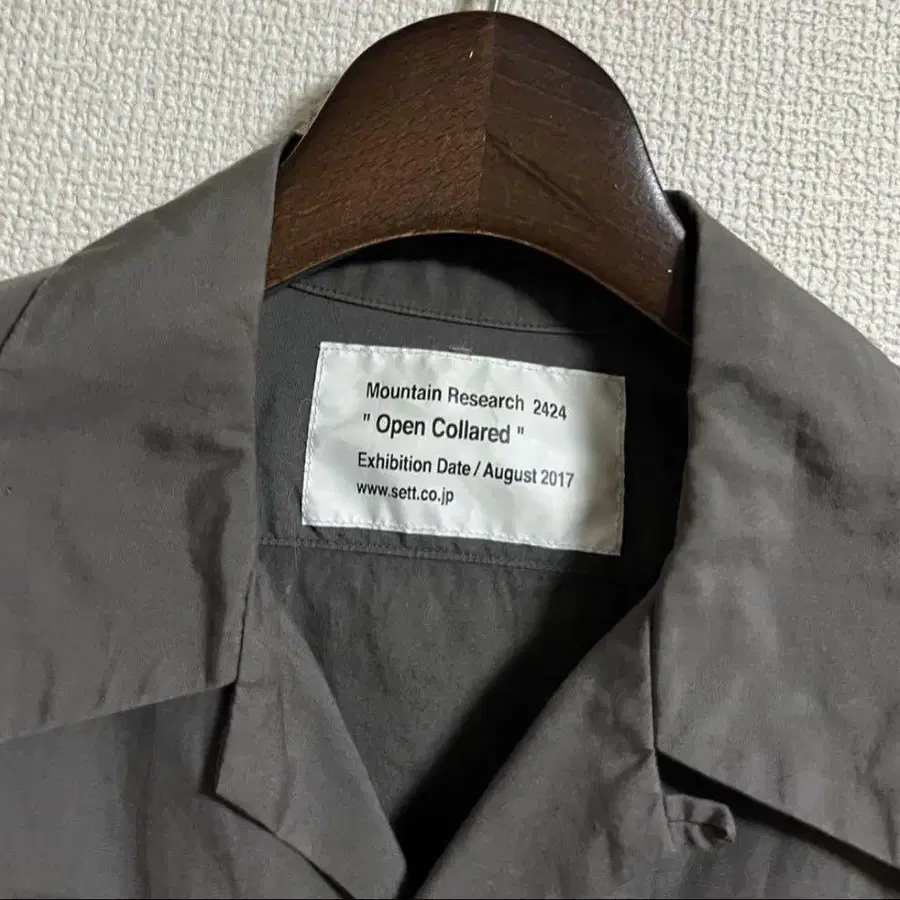 Mountain Research 2424
" Open Collared "
Exhibition Date / August 2017
www.sett.co.jp